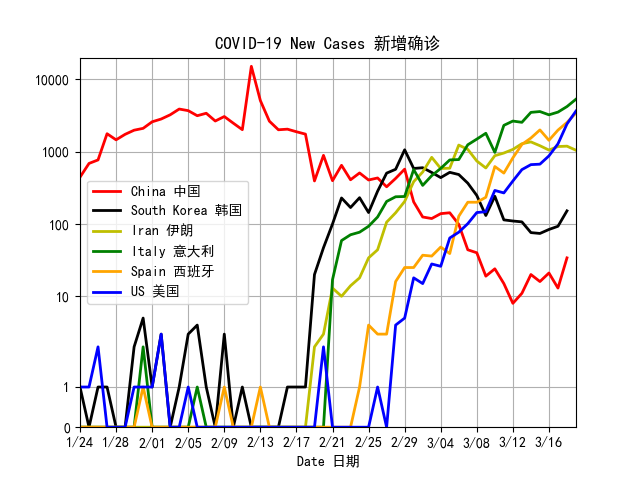 COVID-19 New Cases 新增确诊
10000
1000
100
10
1
0
China 中国
South Korea 韩国
Iran 伊朗
Italy 意大利
Spain 西班牙
US 美国
1/24 1/28 2/01 2/05 2/09 2/13 2/17 2/21 2/25 2/29 3/04 3/08 3/12 3/16
Date 日期